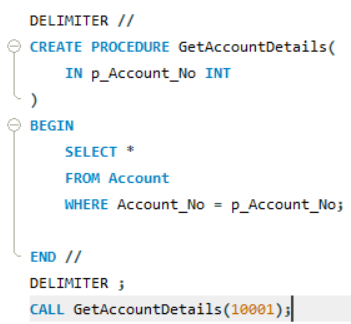 DELIMITER //
CREATE PROCEDURE GetAccountDetails(
    IN p_Account_No INT
)
BEGIN
    SELECT *
    FROM Account
    WHERE Account_No = p_Account_No;
END //
DELIMITER ;
CALL GetAccountDetails(10001);